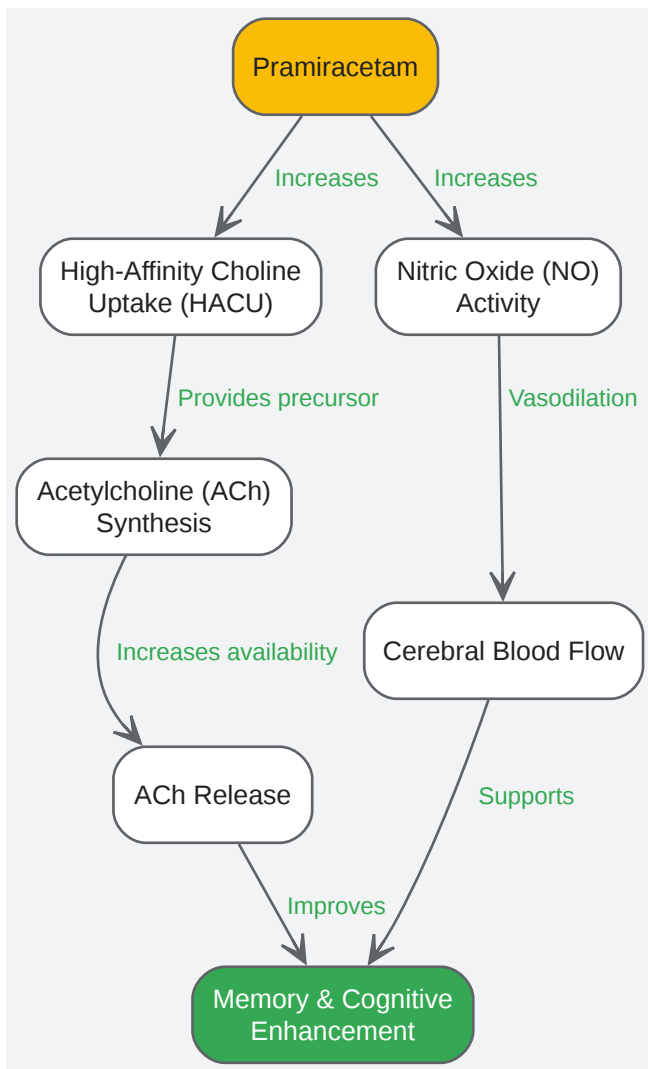 Pramiracetam
Increases
Increases
High-Affinity Choline
Uptake (HACU)
Nitric Oxide (NO)
Activity
Provides precursor
Vasodilation
Acetylcholine (ACh)
Synthesis
Increases availability
Cerebral Blood Flow
ACh Release
Supports
Improves
Memory & Cognitive
Enhancement